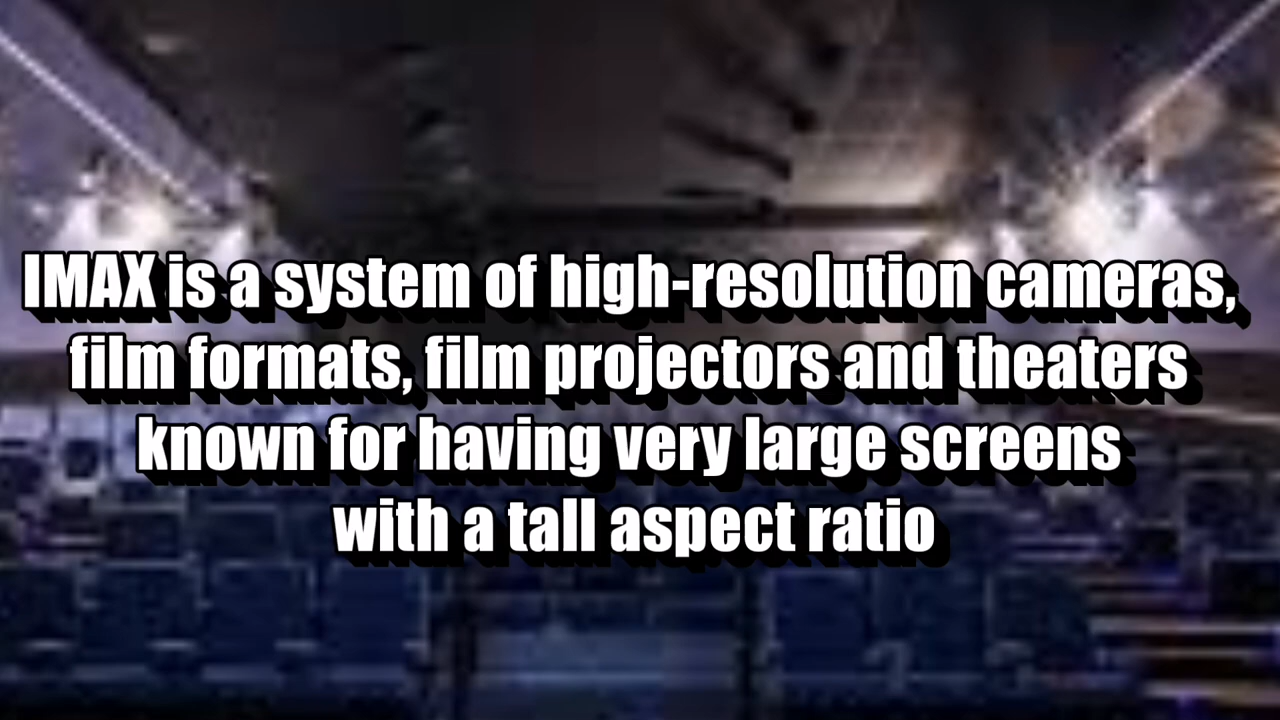 IMAX is a system of high-resolution cameras,
film formats, film projectors and theaters
known for having very large screens
with a tall aspect ratio